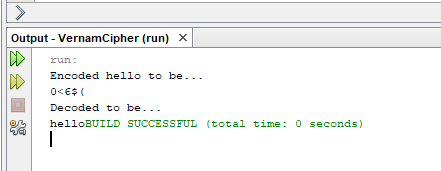 Output - VernamCipher (run)
run:
Encoded hello to be...
0<6$(
Decoded to be...
helloBUILD SUCCESSFUL (total time: 0 seconds)